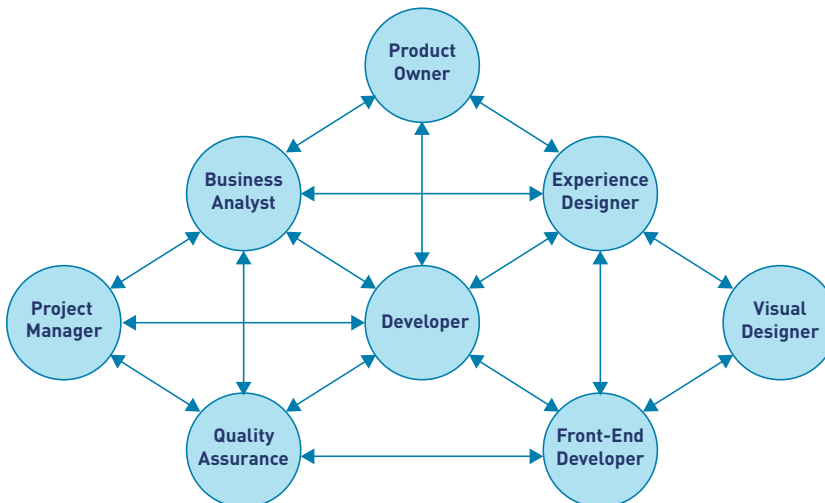 Product
Owner
Business
Analyst
Experience
Designer
Project
Manager
Developer
Visual
Designer
Quality
Assurance
Front-End
Developer